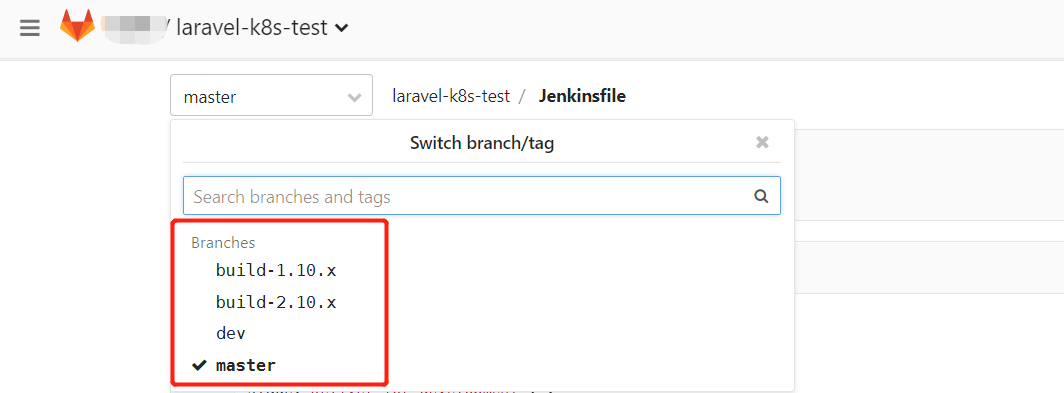 / laravel-k8s-test
master
laravel-k8s-test / Jenkinsfile
Switch branch/tag
Search branches and tags
Branches
build-1.10.x
build-2.10.x
dev
master